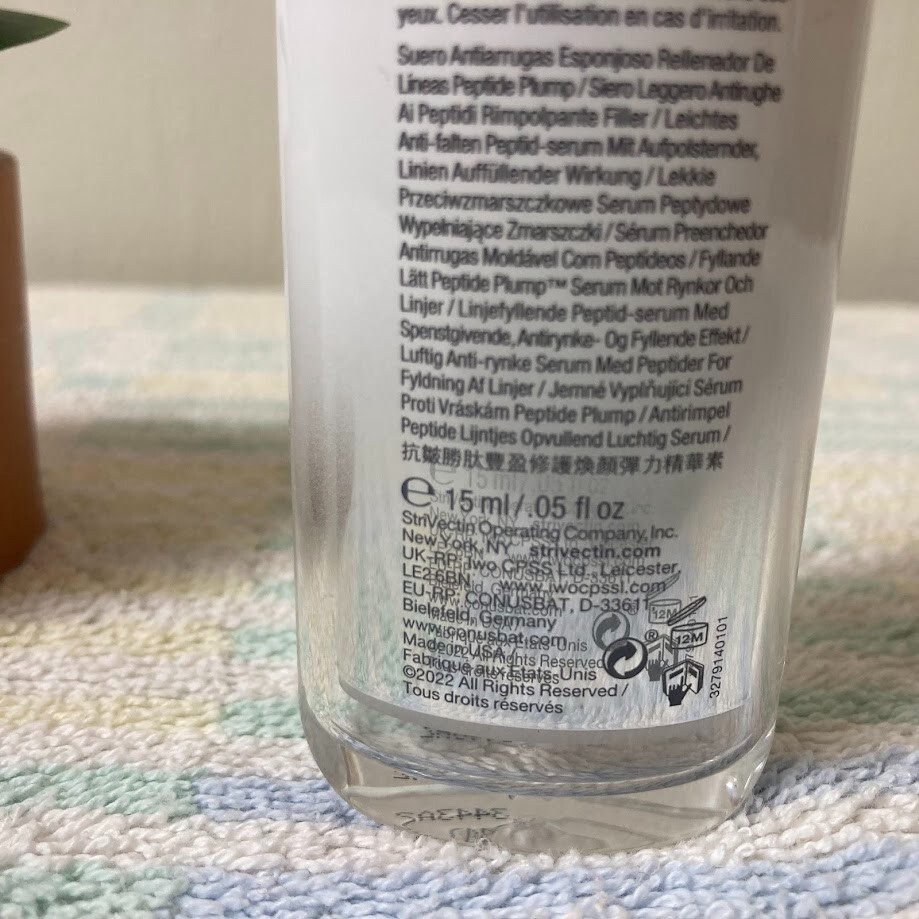 yeux. Cesser l'utilisation en cas d'irritation.
Suero Antiarrugas Esponjoso Rellenador De
Líneas Peptide Plump / Siero Leggero Antirughe
Ai Peptidi Rimpolpante Filler / Leichtes
Anti-falten Peptid-serum Mit Aufpolsternder,
Linien Auffüllender Wirkung / Lekkie
Przeciwzmarszczkowe Serum Peptydowe
Wypełniające Zmarszczki / Sérum Preenchedor
Antirrugas Moldável Com Peptídeos / Fyllande
Lätt Peptide Plump™ Serum Mot Rynkor Och
Linjer / Linjefyllende Peptid-serum Med
Spenstgivende, Antirynke- Og Fyllende Effekt /
Luftig Anti-rynke Serum Med Peptider For
Fyldning Af Linjer / Jemné Vyplňující Sérum
Proti Vráskám Peptide Plump / Antirimpel
Peptide Lijntjes Opvullend Luchtig Serum /
抗皺勝肽豐盈修護煥顏彈力精華素
℮ 15 ml / .05 fl oz
StriVectin Operating Company, Inc.
New York, NY strivectin.com
UK-RP: Iwo CPSS Ltd., Leicester,
LE2 6BN www.iwocpssl.com
EU-RP: CONUSBAT, D-33611
Bielefeld, Germany
www.conusbat.com
Made in USA /
Fabriqué aux États-Unis
©2022 All Rights Reserved /
Tous droits réservés
®
12M
3279140101